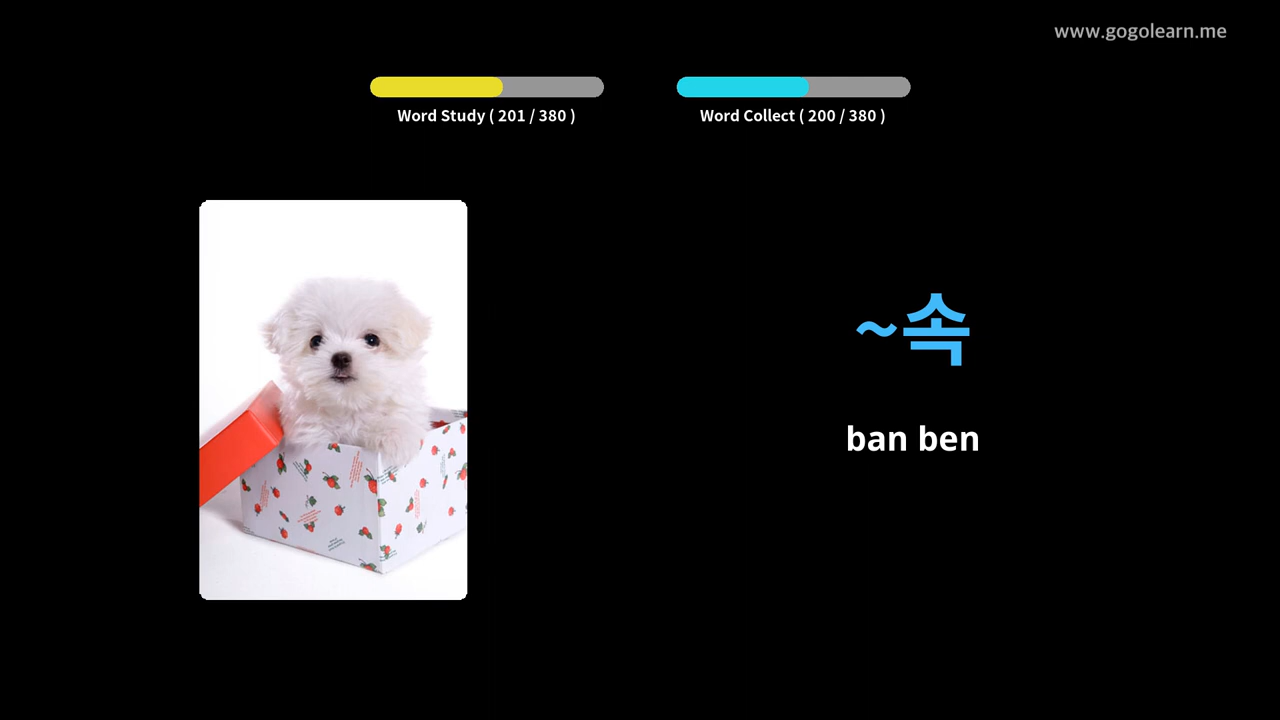 www.gogolearn.me
Word Study ( 201 / 380 )
Word Collect ( 200 / 380 )
~속
ban ben